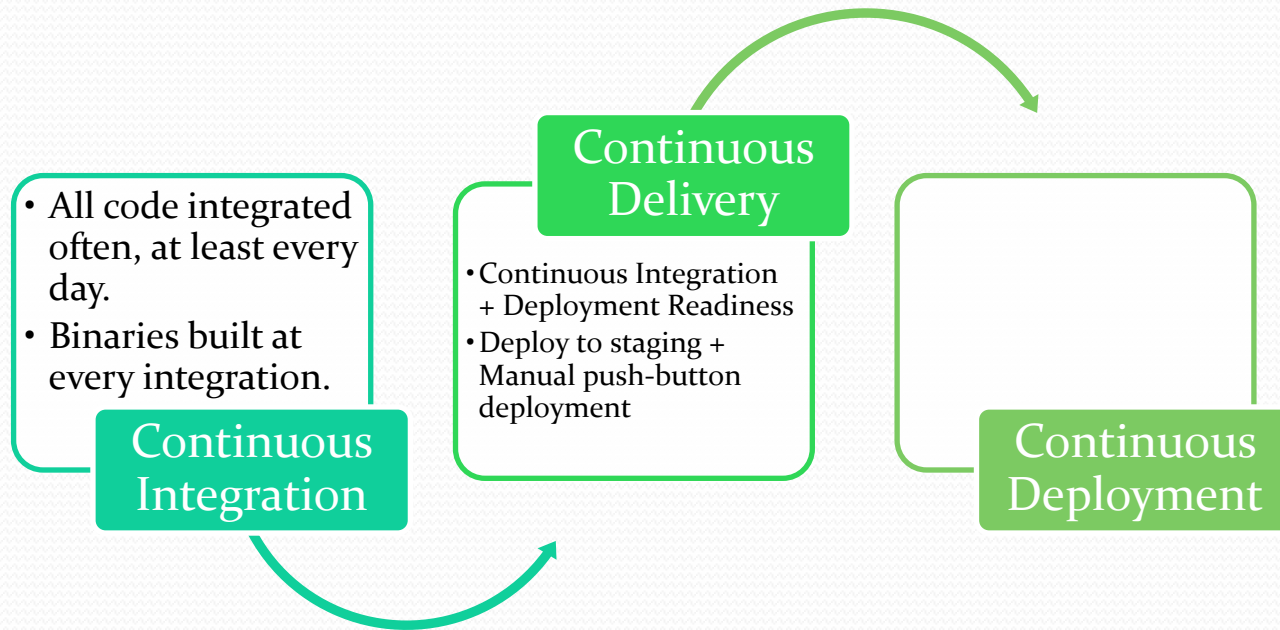 • All code integrated
often, at least every
day.
• Binaries built at
every integration.
Continuous
Integration
Continuous
Delivery
• Continuous Integration
+ Deployment Readiness
• Deploy to staging +
Manual push-button
deployment
Continuous
Deployment